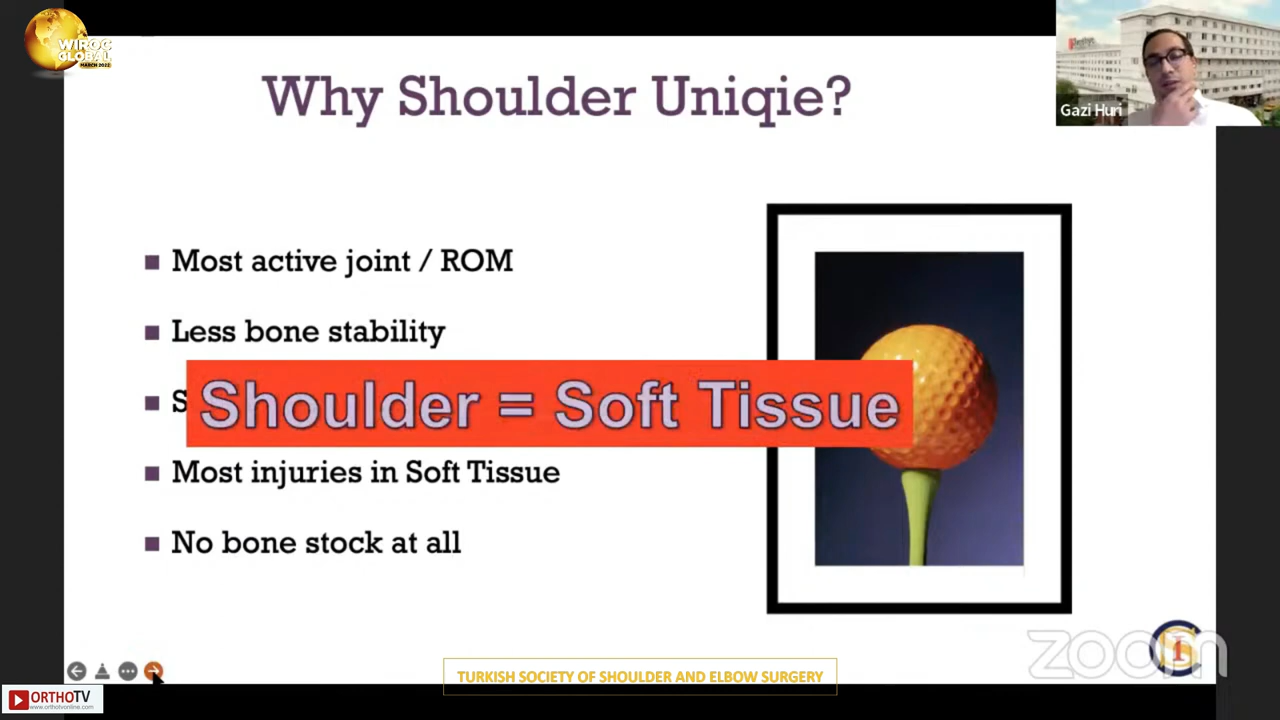 WIROC
GLOBAL
MARCH 2022
Why Shoulder Uniqie?
Gazi Huri
Most active joint / ROM
Less bone stability
S
Shoulder = Soft Tissue
Most injuries in Soft Tissue
No bone stock at all
zoom
TURKISH SOCIETY OF SHOULDER AND ELBOW SURGERY
ORTHOTV
www.orthotvonline.com